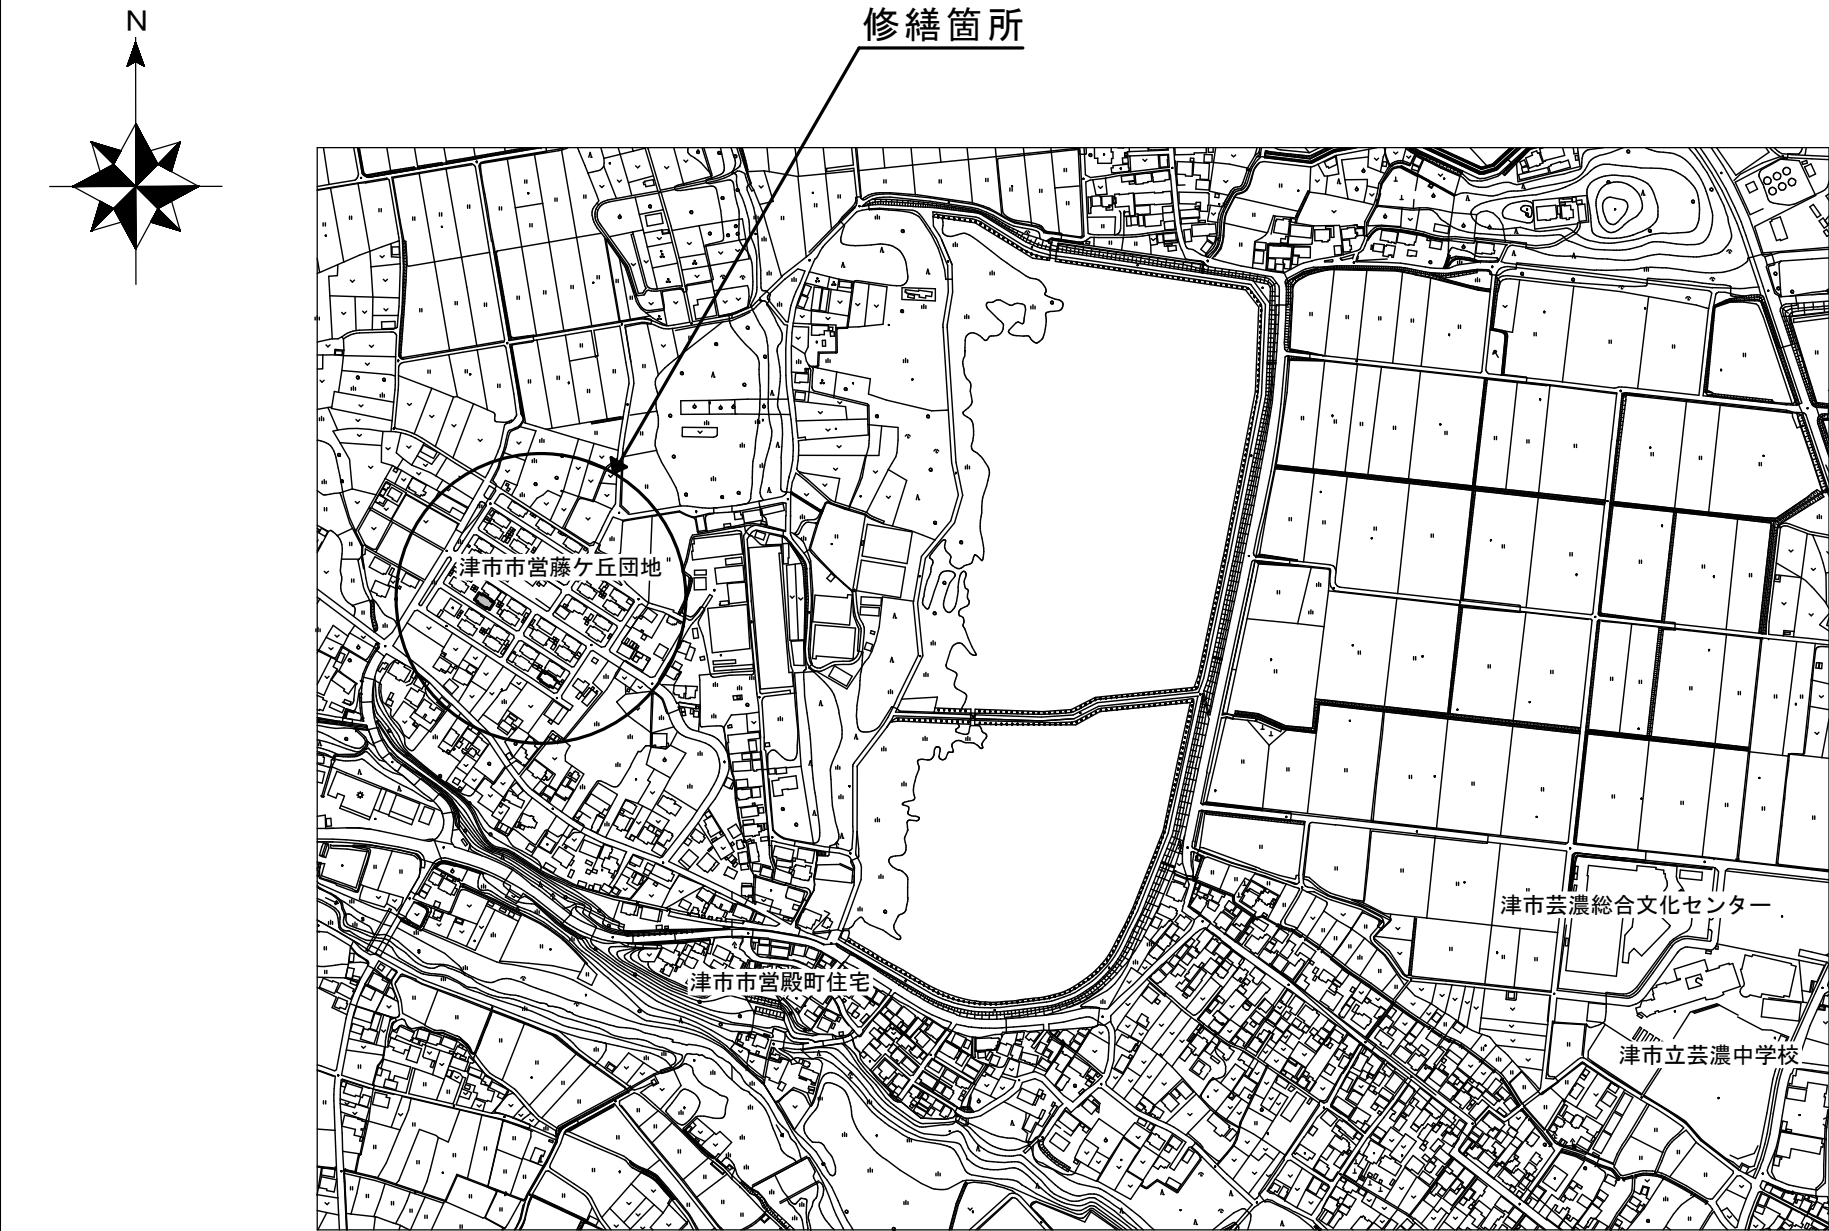 N
修繕箇所
津市市営藤ケ丘団地
津市芸濃総合文化センター
津市市営殿町住宅
津市立芸濃中学校